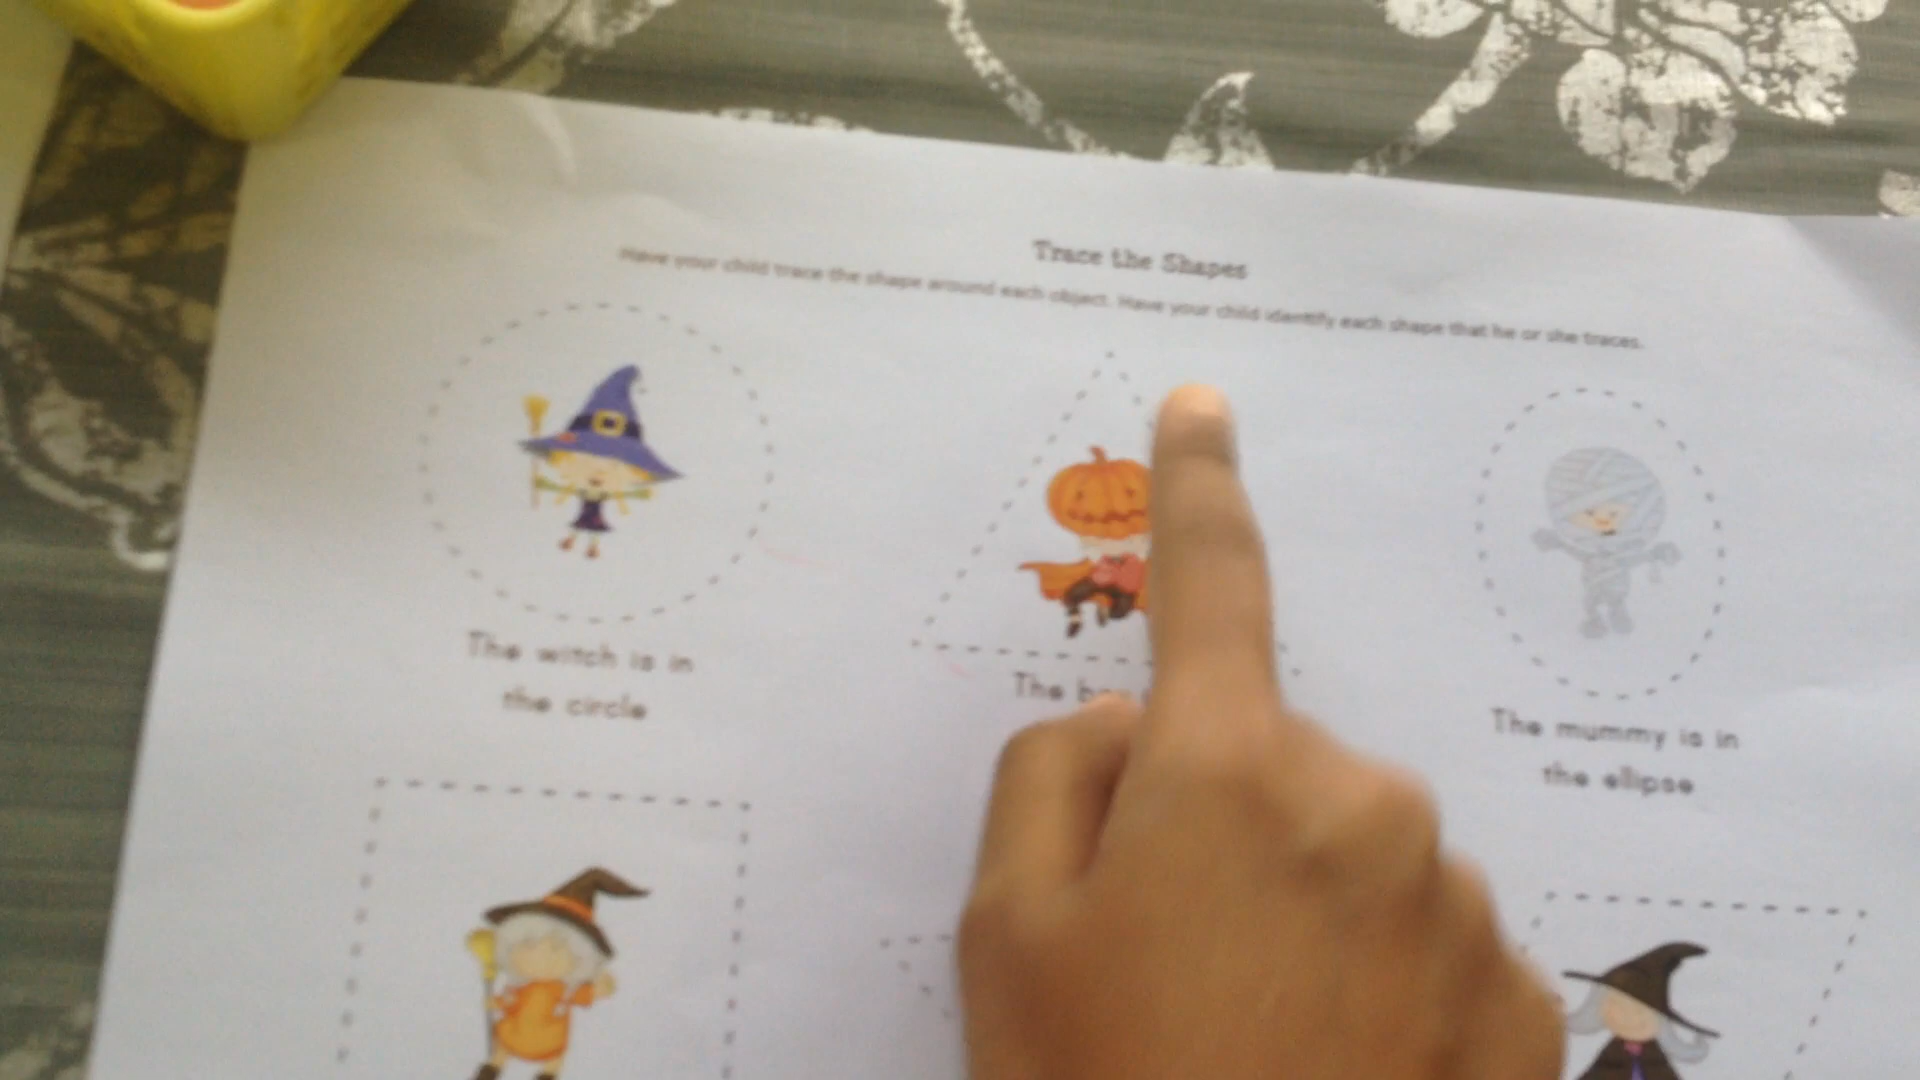 Trace the Shapes
Have your child trace the shape around each object. Have your child identify each shape that he or she traces.
The witch is in
the circle
The
The mummy is in
the ellipse